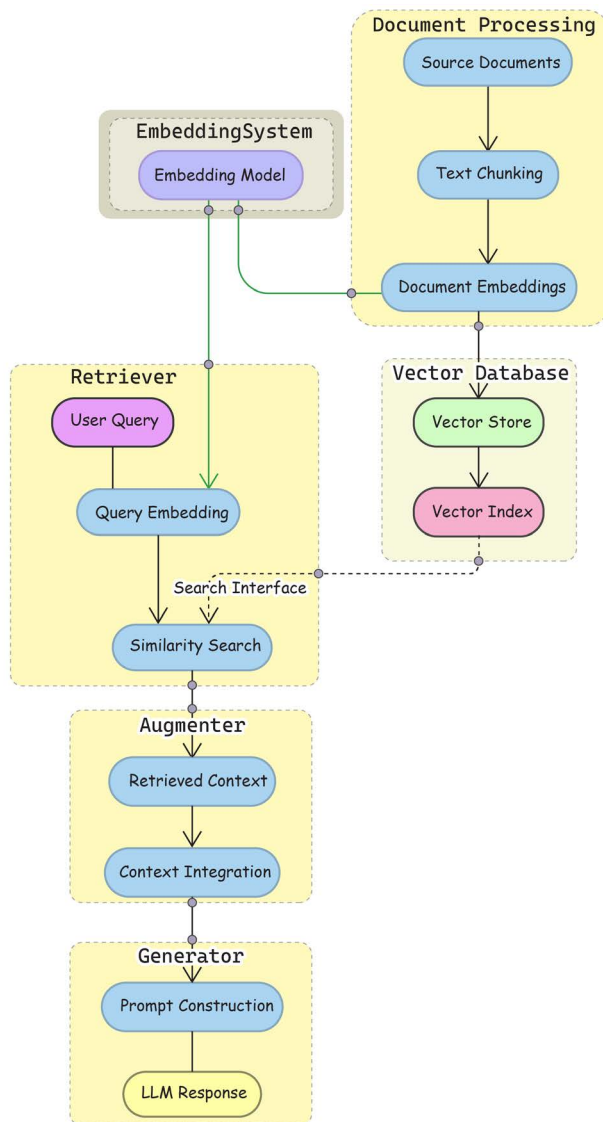 Document Processing
Source Documents
EmbeddingSystem
Embedding Model
Text Chunking
Document Embeddings
Retriever
Vector Database
User Query
Vector Store
Query Embedding
Vector Index
Search Interface
Similarity Search
Augmenter
Retrieved Context
Context Integration
Generator
Prompt Construction
LLM Response